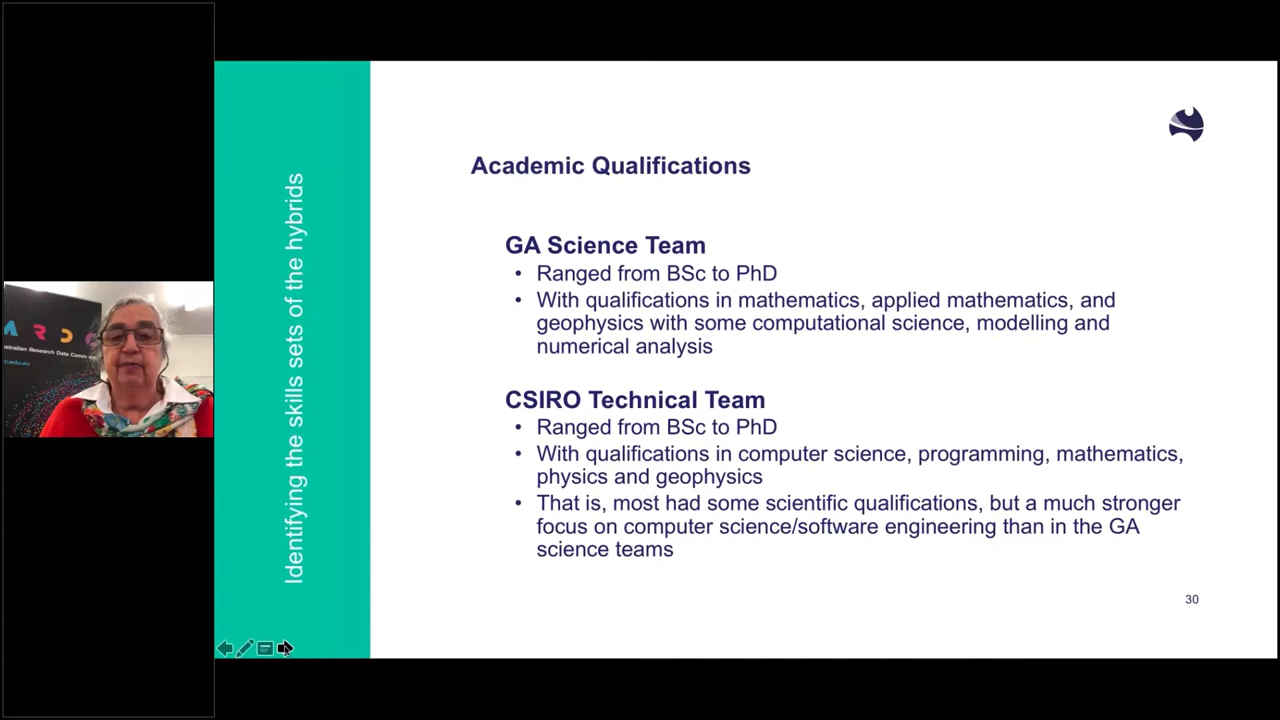 Identifying the skills sets of the hybrids
Academic Qualifications
GA Science Team
• Ranged from BSc to PhD
• With qualifications in mathematics, applied mathematics, and
geophysics with some computational science, modelling and
numerical analysis
CSIRO Technical Team
• Ranged from BSc to PhD
• With qualifications in computer science, programming, mathematics,
physics and geophysics
• That is, most had some scientific qualifications, but a much stronger
focus on computer science/software engineering than in the GA
science teams
30
R D
Research Data